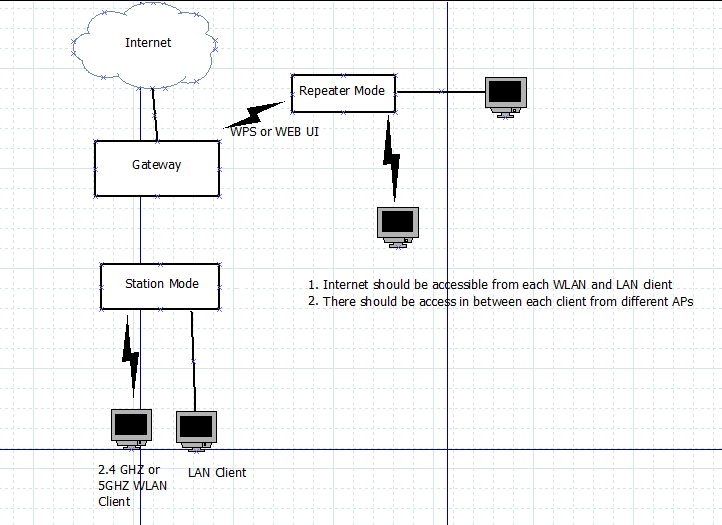 Internet
Repeater Mode
WPS or WEB UI
Gateway
Station Mode
1. Internet should be accessible from each WLAN and LAN client
2. There should be access in between each client from different APs
2.4 GHZ or
5GHZ WLAN
Client
LAN Client